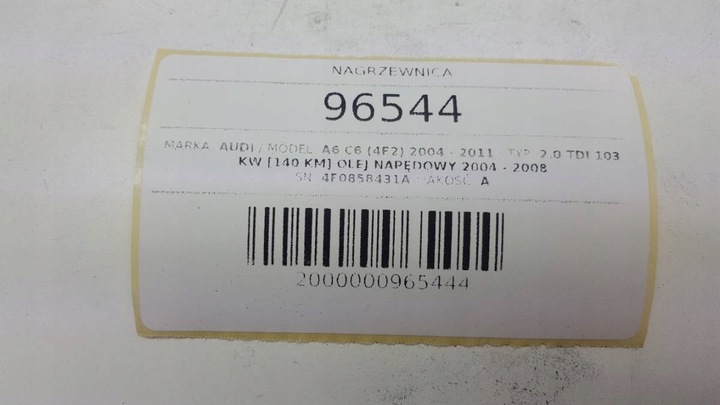 NAGRZEWNICA
96544
MARKA AUDI / MODEL A6 C6 (4F2) 2004 - 2011 TYP 2.0 TDI 103
KW [140 KM] OLEJ NAPĘDOWY 2004 - 2008
SN 4F0858431A JAKOŚĆ A
2000000965444